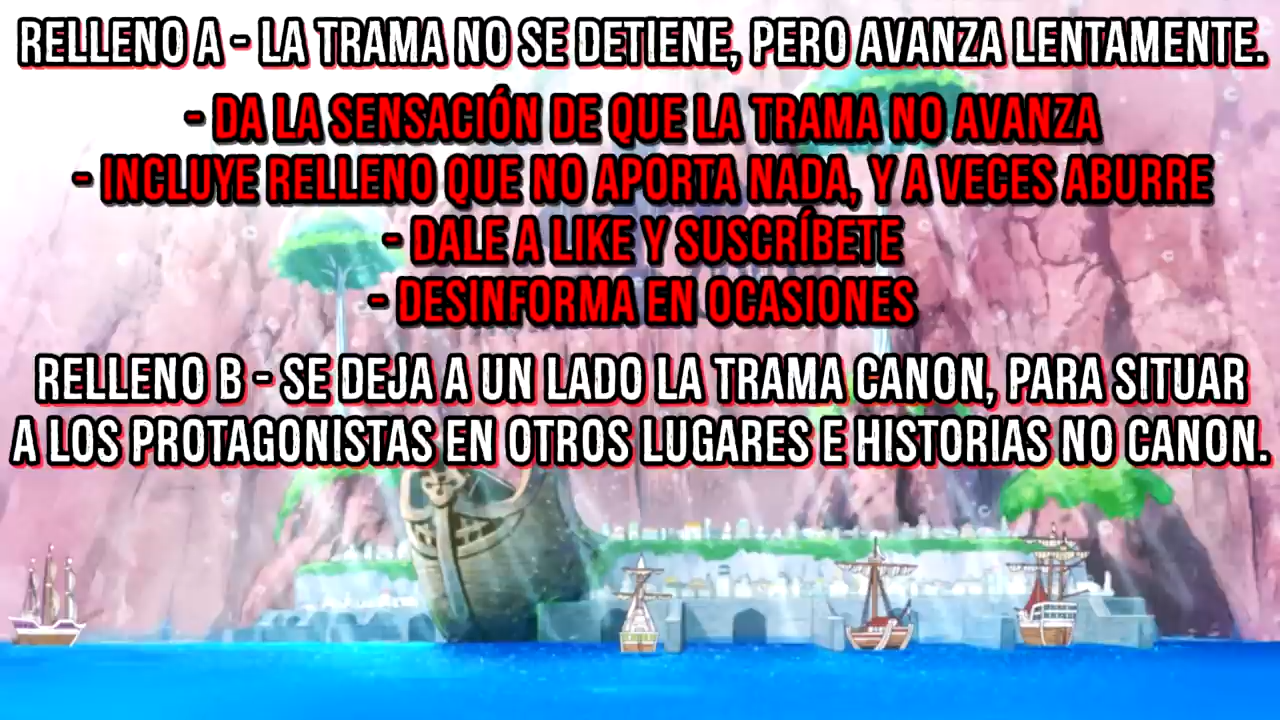 RELLENO A - LA TRAMA NO SE DETIENE, PERO AVANZA LENTAMENTE.
- DA LA SENSACIÓN DE QUE LA TRAMA NO AVANZA
- INCLUYE RELLENO QUE NO APORTA NADA, Y A VECES ABURRE
- DALE A LIKE Y SUSCRÍBETE
- DESINFORMA EN OCASIONES
RELLENO B - SE DEJA A UN LADO LA TRAMA CANON, PARA SITUAR
A LOS PROTAGONISTAS EN OTROS LUGARES E HISTORIAS NO CANON.